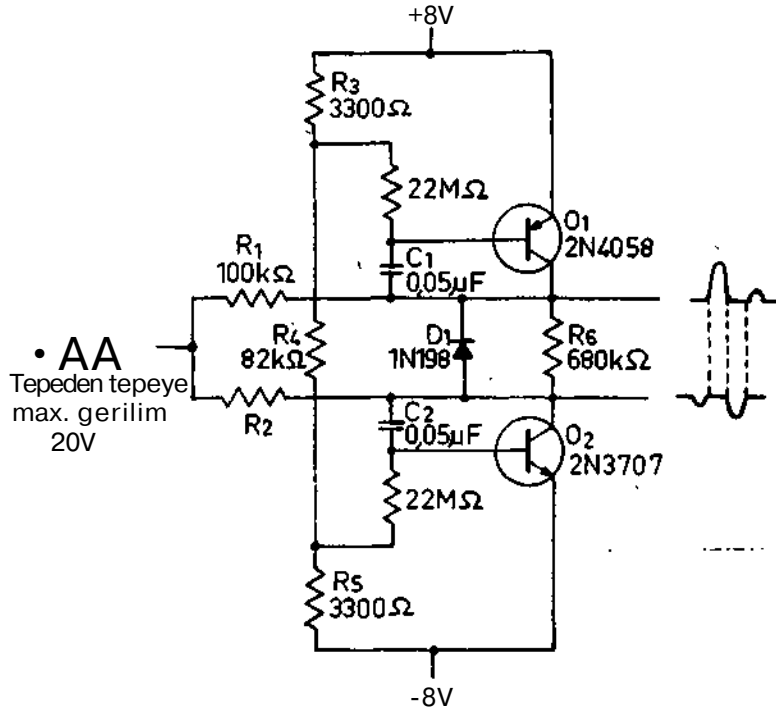 +8V
R3
3300Ω
22MΩ
O1
2N4058
R1
100kΩ
C1
0,05µF
• AA
Tepeden tepeye
max. gerilim
20V
R4
82kΩ
D1
1N198
R6
680kΩ
R2
C2
0,05µF
O2
2N3707
22MΩ
R5
3300Ω
-8V